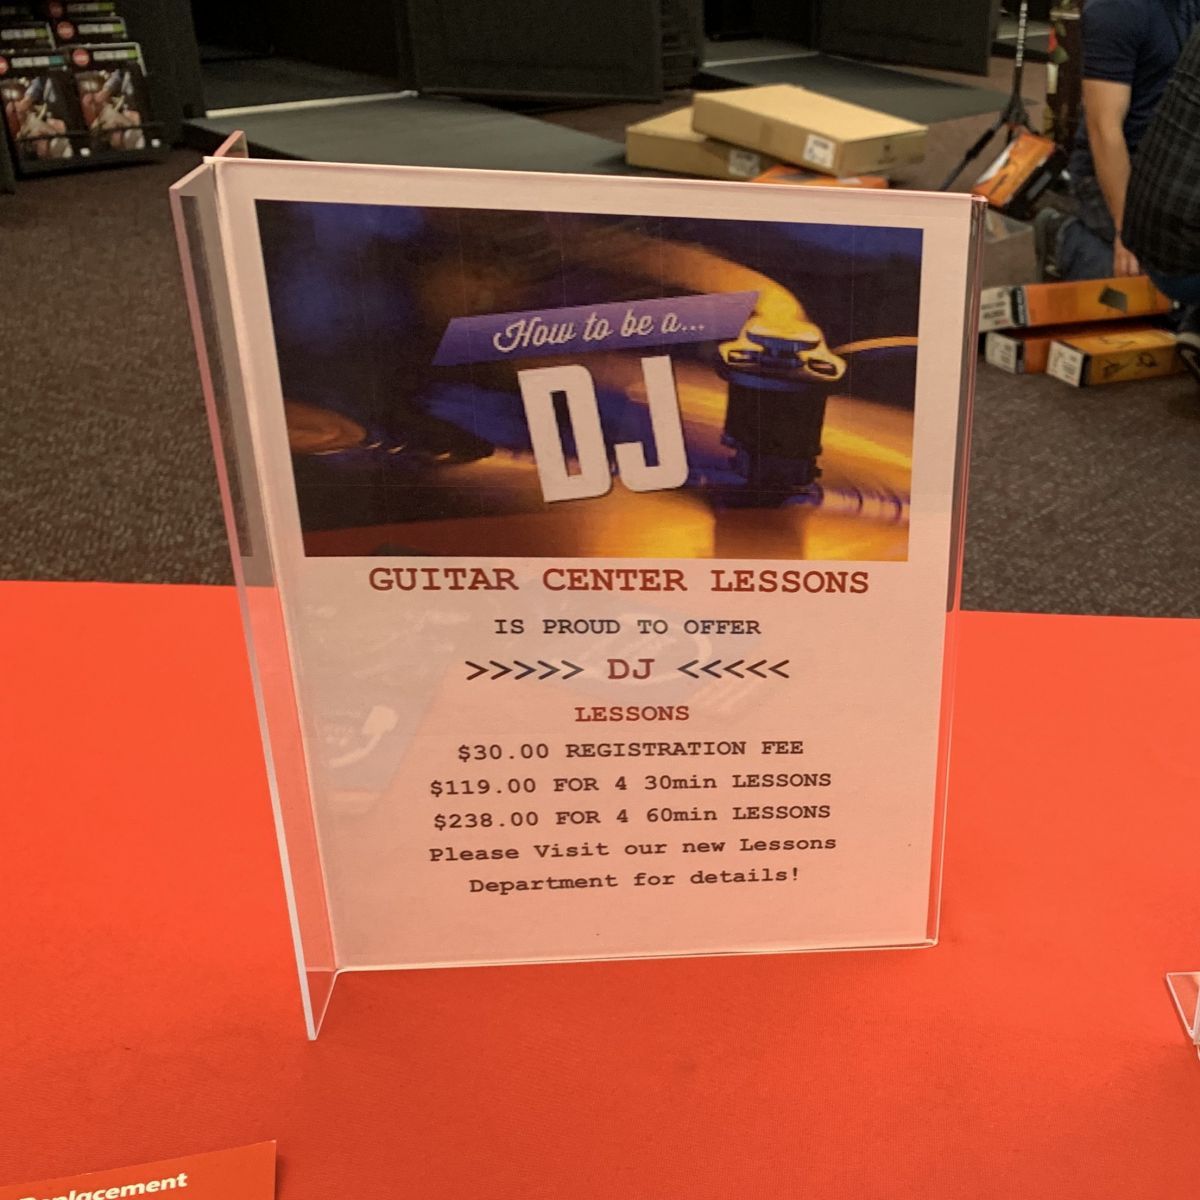 How to be a...
DJ
GUITAR CENTER LESSONS
IS PROUD TO OFFER
>>>>> DJ <<<<<
LESSONS
$30.00 REGISTRATION FEE
$119.00 FOR 4 30min LESSONS
$238.00 FOR 4 60min LESSONS
Please Visit our new Lessons
Department for details!